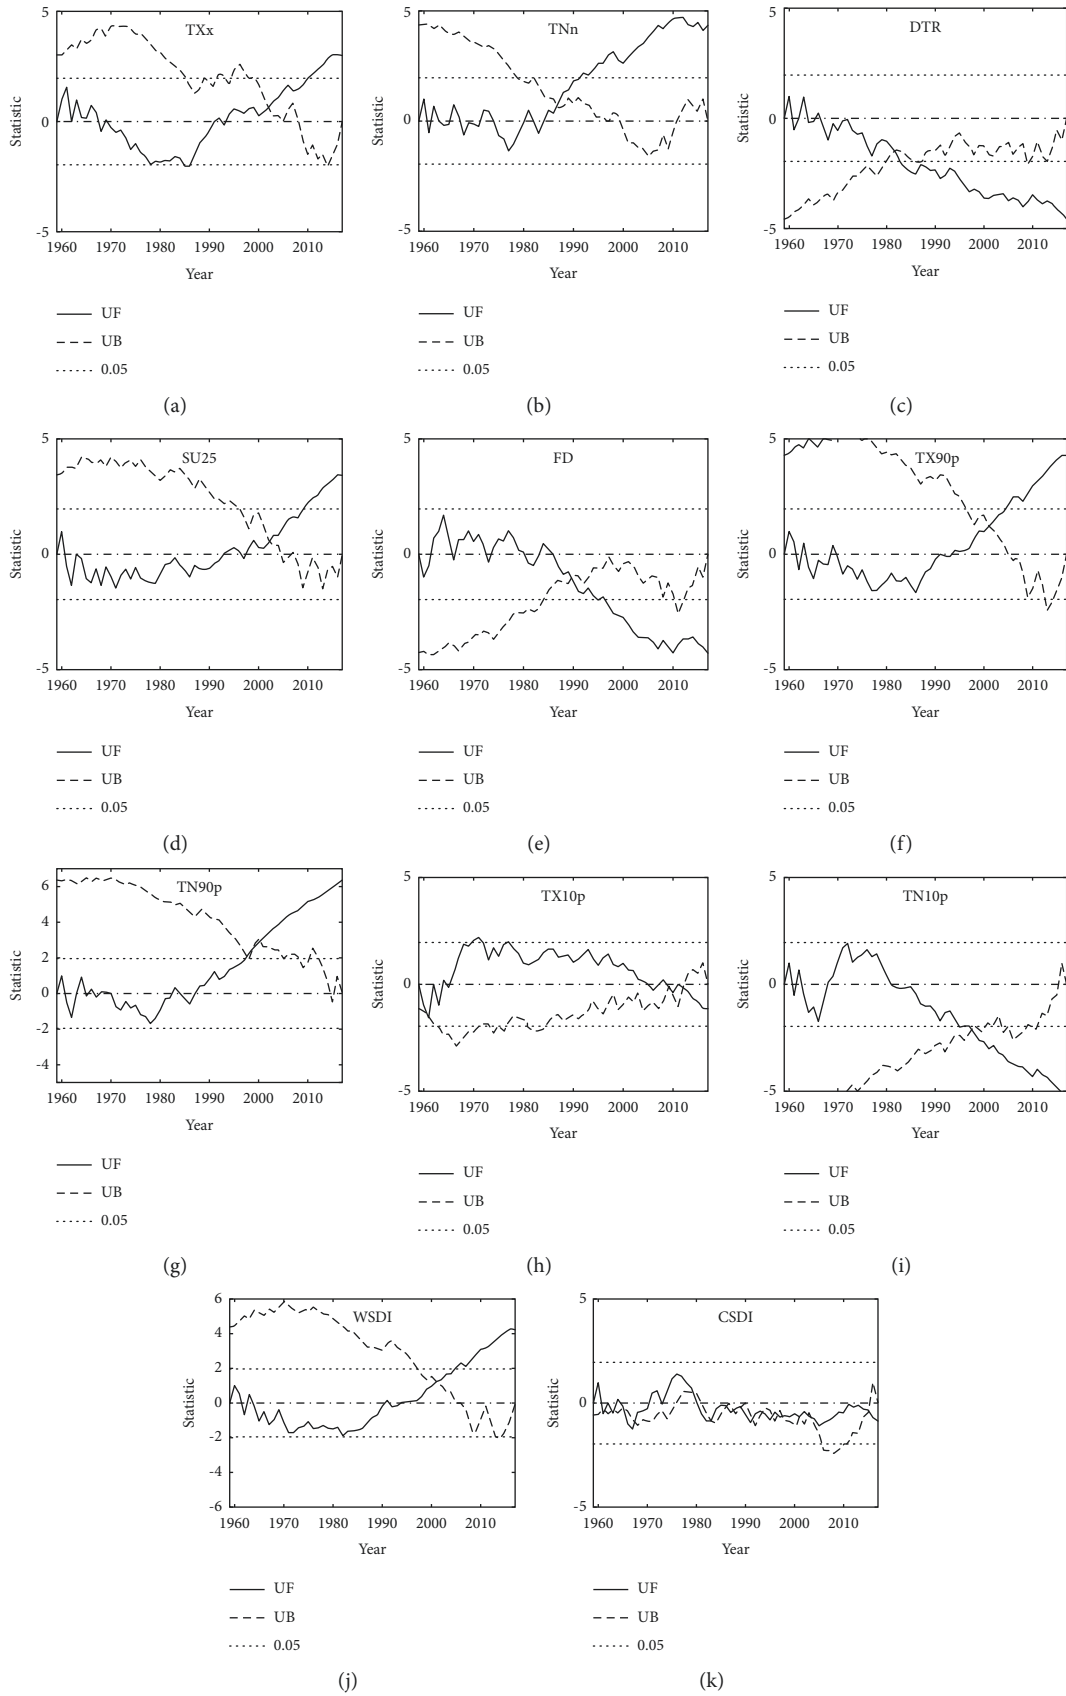 5
TXx
Statistic
0
-5
1960 1970 1980 1990 2000 2010
Year
UF
UB
0.05
(a)
5
TNn
Statistic
0
-5
1960 1970 1980 1990 2000 2010
Year
UF
UB
0.05
(b)
5
DTR
Statistic
0
-5
1960 1970 1980 1990 2000 2010
Year
UF
UB
0.05
(c)
5
SU25
Statistic
0
-5
1960 1970 1980 1990 2000 2010
Year
UF
UB
0.05
(d)
5
FD
Statistic
0
-5
1960 1970 1980 1990 2000 2010
Year
UF
UB
0.05
(e)
5
TX90p
Statistic
0
-5
1960 1970 1980 1990 2000 2010
Year
UF
UB
0.05
(f)
6
TN90p
4
2
Statistic
0
-2
-4
1960 1970 1980 1990 2000 2010
Year
UF
UB
0.05
(g)
5
TX10p
Statistic
0
-5
1960 1970 1980 1990 2000 2010
Year
UF
UB
0.05
(h)
5
TN10p
Statistic
0
-5
1960 1970 1980 1990 2000 2010
Year
UF
UB
0.05
(i)
6
WSDI
4
2
Statistic
0
-2
-4
-6
1960 1970 1980 1990 2000 2010
Year
UF
UB
0.05
(j)
5
CSDI
Statistic
0
-5
1960 1970 1980 1990 2000 2010
Year
UF
UB
0.05
(k)